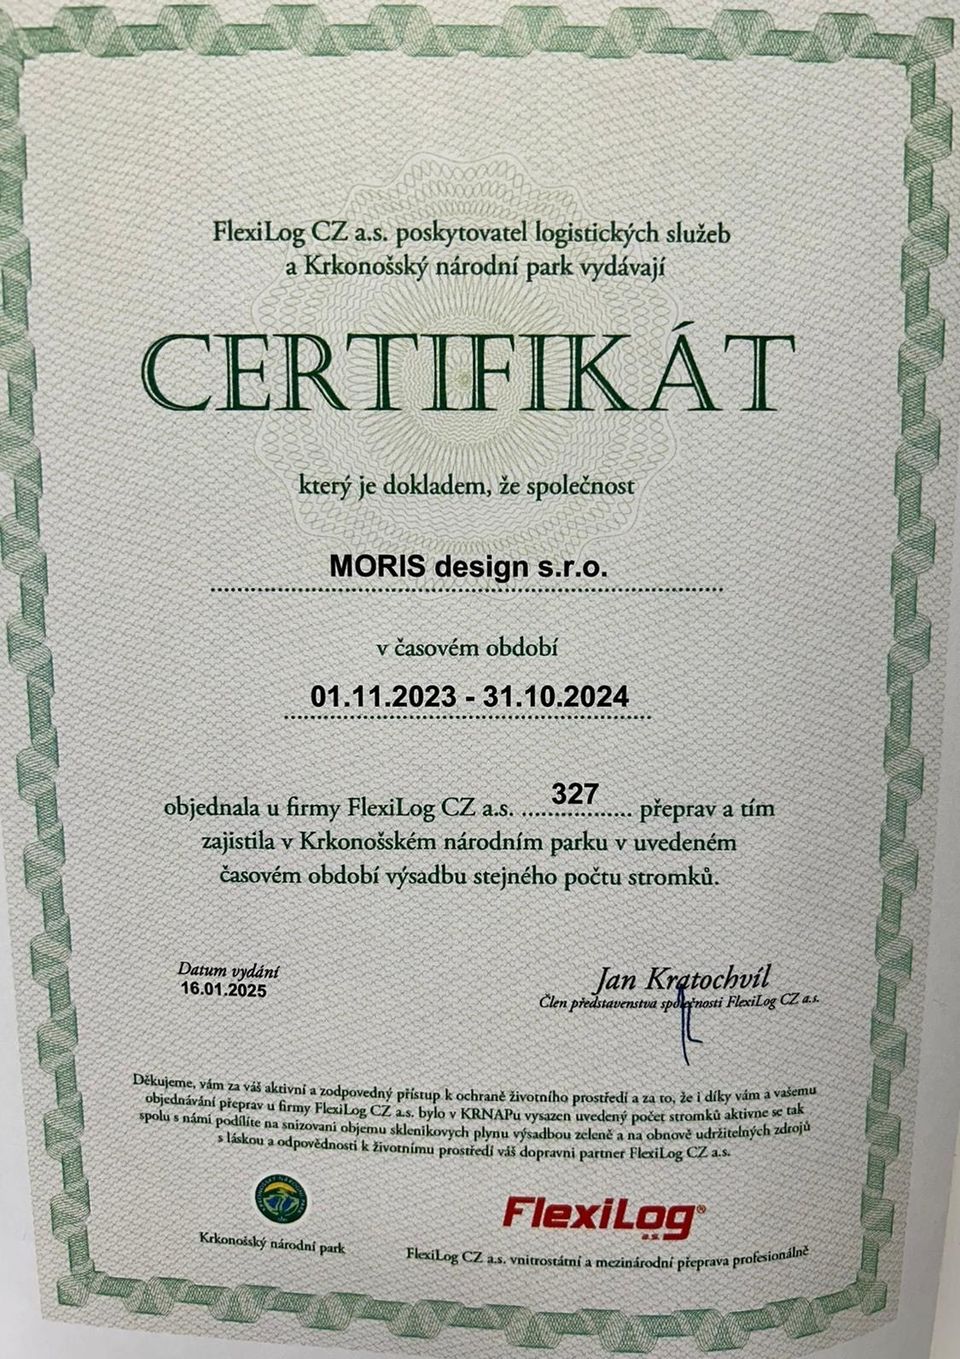 FlexiLog CZ a.s. poskytovatel logistických služeb
a Krkonošský národní park vydávají
CERTIFIKÁT
který je dokladem, že společnost
MORIS design s.r.o.
v časovém období
01.11.2023 - 31.10.2024
objednala u firmy FlexiLog CZ a.s. ......327...... přeprav a tím
zajistila v Krkonošském národním parku v uvedeném
časovém období výsadbu stejného počtu stromků.
Datum vydání
16.01.2025
Jan Kratochvíl
Člen představenstva společnosti FlexiLog CZ a.s.
Děkujeme, vám za váš aktivní a zodpovědný přístup k ochraně životního prostředí a za to, že i díky vám a vašemu
objednávání přeprav u firmy FlexiLog CZ a.s. bylo v KRNAPu vysazen uvedený počet stromků aktivne se tak
spolu s námi podílíte na snizovani objemu sklenikovych plynu výsadbou zeleně a na obnově udržitelných zdrojů
s láskou a odpovědnosti k životnímu prostředí váš dopravni partner FlexiLog CZ a.s.
Krkonošský národní park
FlexiLog®
a.s.
FlexiLog CZ a.s. vnitrostátní a mezinárodní přeprava profesionálně